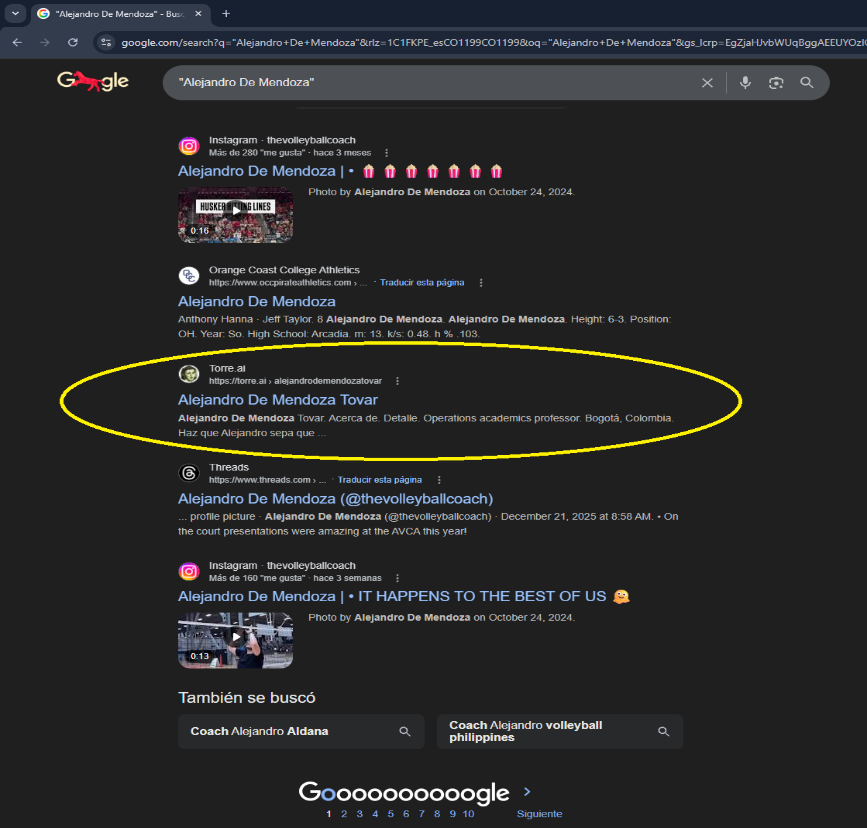 "Alejandro De Mendoza" - Busc
google.com/search?q="Alejandro+De+Mendoza"&rlz=1C1FKPE_esCO1199CO1199&oq="Alejandro+De+Mendoza"&gs_lcrp=
Google
"Alejandro De Mendoza"
Instagram · thevolleyballcoach
Más de 280 "me gusta" · hace 3 meses
Alejandro De Mendoza | • 🍿 🍿 🍿 🍿 🍿 🍿 🍿
Photo by Alejandro De Mendoza on October 24, 2024.
HUSKER HITTING LINES
0:16
Orange Coast College Athletics
https://www.occpirateathletics.com › ... · Traducir esta página
Alejandro De Mendoza
Anthony Hanna · Jeff Taylor. 8 Alejandro De Mendoza. Alejandro De Mendoza. Height: 6-3. Position:
OH. Year: So. High School: Arcadia. m: 13. k/s: 0.48. h % .103.
Torre.ai
https://torre.ai › alejandrodemendozatovar
Alejandro De Mendoza Tovar
Alejandro De Mendoza Tovar. Acerca de. Detalle. Operations academics professor. Bogotá, Colombia.
Haz que Alejandro sepa que ...
Threads
https://www.threads.com › ... · Traducir esta página
Alejandro De Mendoza (@thevolleyballcoach)
... profile picture · Alejandro De Mendoza (@thevolleyballcoach) · December 21, 2025 at 8:58 AM. • On
the court presentations were amazing at the AVCA this year!
Instagram · thevolleyballcoach
Más de 160 "me gusta" · hace 3 semanas
Alejandro De Mendoza | • IT HAPPENS TO THE BEST OF US 🫠
Photo by Alejandro De Mendoza on October 24, 2024.
0:13
También se buscó
Coach Alejandro Aldana
Coach Alejandro volleyball
philippines
Goooooooooogle
1 2 3 4 5 6 7 8 9 10 Siguiente